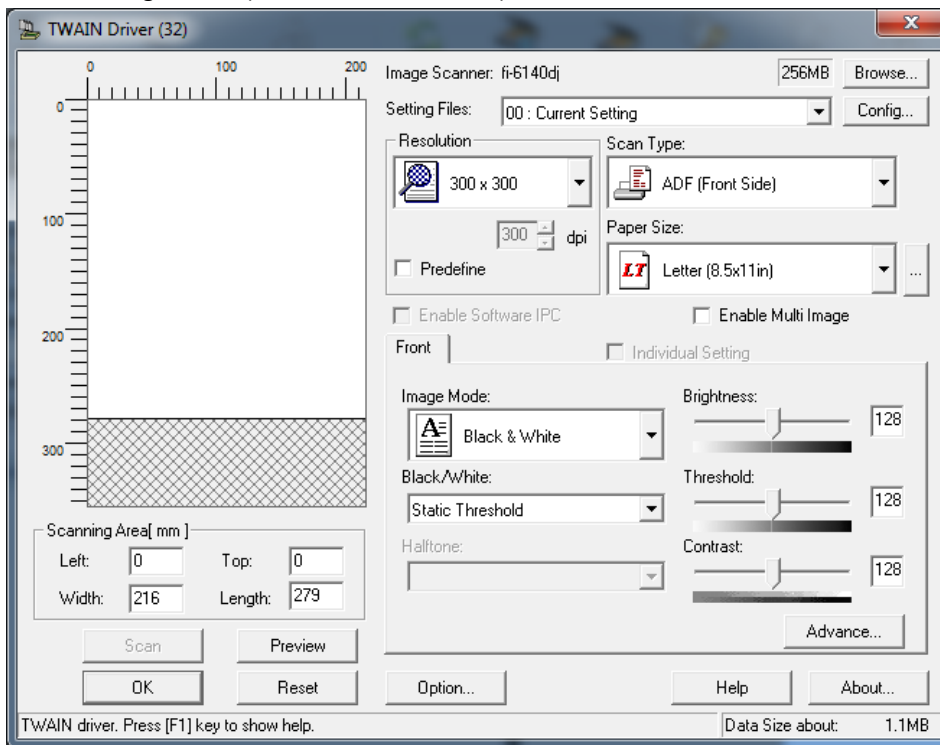 TWAIN Driver (32)
0 100 200
0
100
200
300
Image Scanner: fi-6140dj 256MB Browse...
Setting Files: 00 : Current Setting Config...
Resolution
300 x 300
300 dpi
Predefine
Scan Type:
ADF (Front Side)
Paper Size:
LT Letter (8.5x11in) ...
Enable Software IPC Enable Multi Image
Front Individual Setting
Image Mode:
A Black & White
Black/White:
Static Threshold
Halftone:
Brightness:
128
Threshold:
128
Contrast:
128
Advance...
Scanning Area[ mm ]
Left: 0 Top: 0
Width: 216 Length: 279
Scan Preview
OK Reset Option... Help About...
TWAIN driver. Press [F1] key to show help. Data Size about: 1.1MB